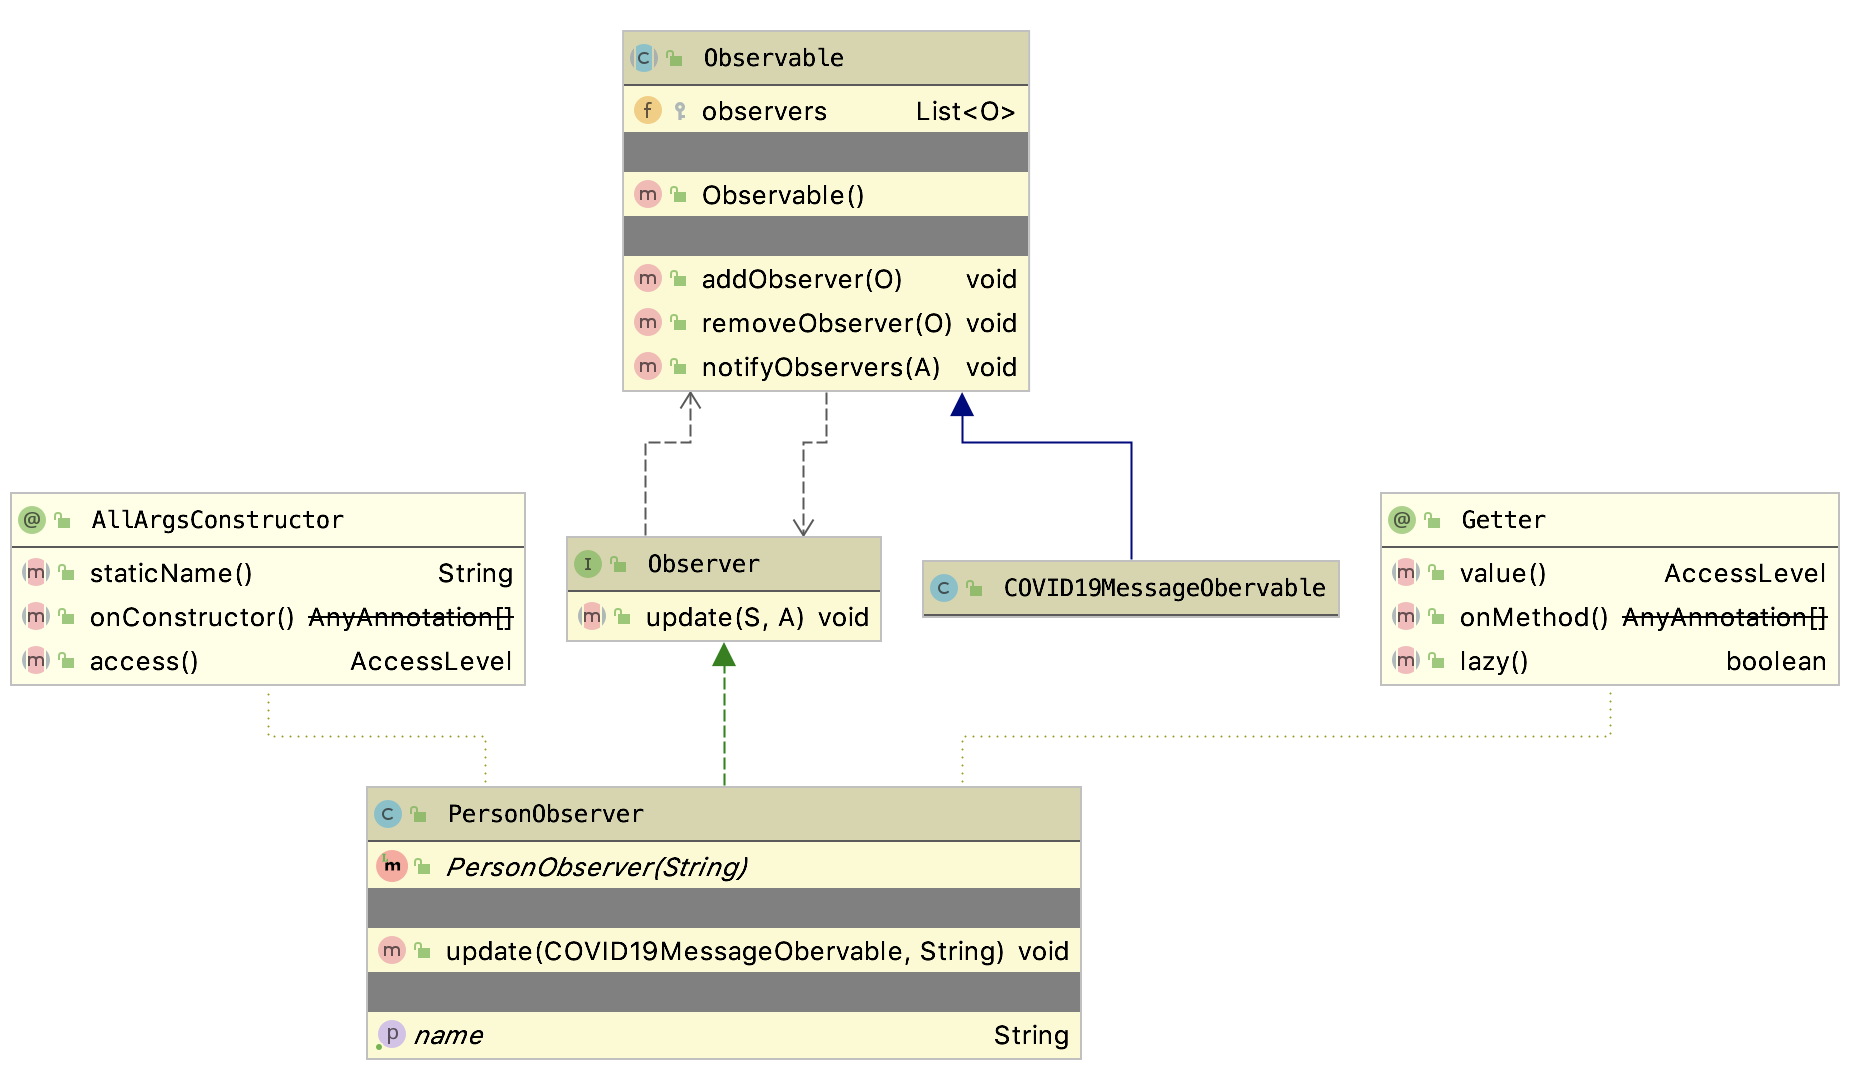 Observable
observers List<O>
Observable()
addObserver(O) void
removeObserver(O) void
notifyObservers(A) void
AllArgsConstructor
staticName() String
onConstructor() AnyAnnotation[]
access() AccessLevel
Observer
update(S, A) void
COVID19MessageObervable
Getter
value() AccessLevel
onMethod() AnyAnnotation[]
lazy() boolean
PersonObserver
PersonObserver(String)
update(COVID19MessageObervable, String) void
name String